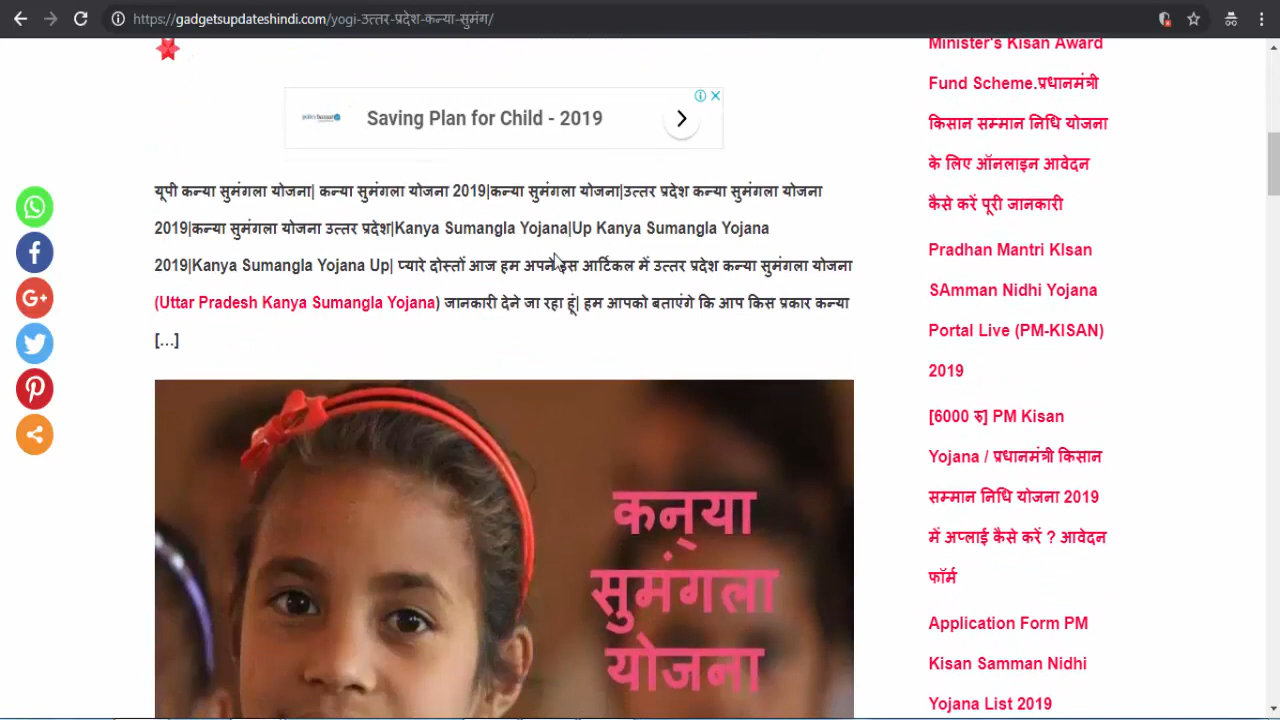 https://gadgetsupdateshindi.com/yogi-उत्तर-प्रदेश-कन्या-सुमंग/
Saving Plan for Child - 2019
यूपी कन्या सुमंगला योजना| कन्या सुमंगला योजना 2019|कन्या सुमंगला योजना|उत्तर प्रदेश कन्या सुमंगला योजना
2019|कन्या सुमंगला योजना उत्तर प्रदेश|Kanya Sumangla Yojana|Up Kanya Sumangla Yojana
2019|Kanya Sumangla Yojana Up| प्यारे दोस्तों आज हम अपने इस आर्टिकल में उत्तर प्रदेश कन्या सुमंगला योजना
(Uttar Pradesh Kanya Sumangla Yojana) जानकारी देने जा रहा हूं| हम आपको बताएंगे कि आप किस प्रकार कन्या
[...]
कन्या
सुमंगला
योजना
Minister's Kisan Award
Fund Scheme.प्रधानमंत्री
किसान सम्मान निधि योजना
के लिए ऑनलाइन आवेदन
कैसे करें पूरी जानकारी
Pradhan Mantri KIsan
SAmman Nidhi Yojana
Portal Live (PM-KISAN)
2019
[6000 रु] PM Kisan
Yojana / प्रधानमंत्री किसान
सम्मान निधि योजना 2019
में अप्लाई कैसे करें ? आवेदन
फॉर्म
Application Form PM
Kisan Samman Nidhi
Yojana List 2019